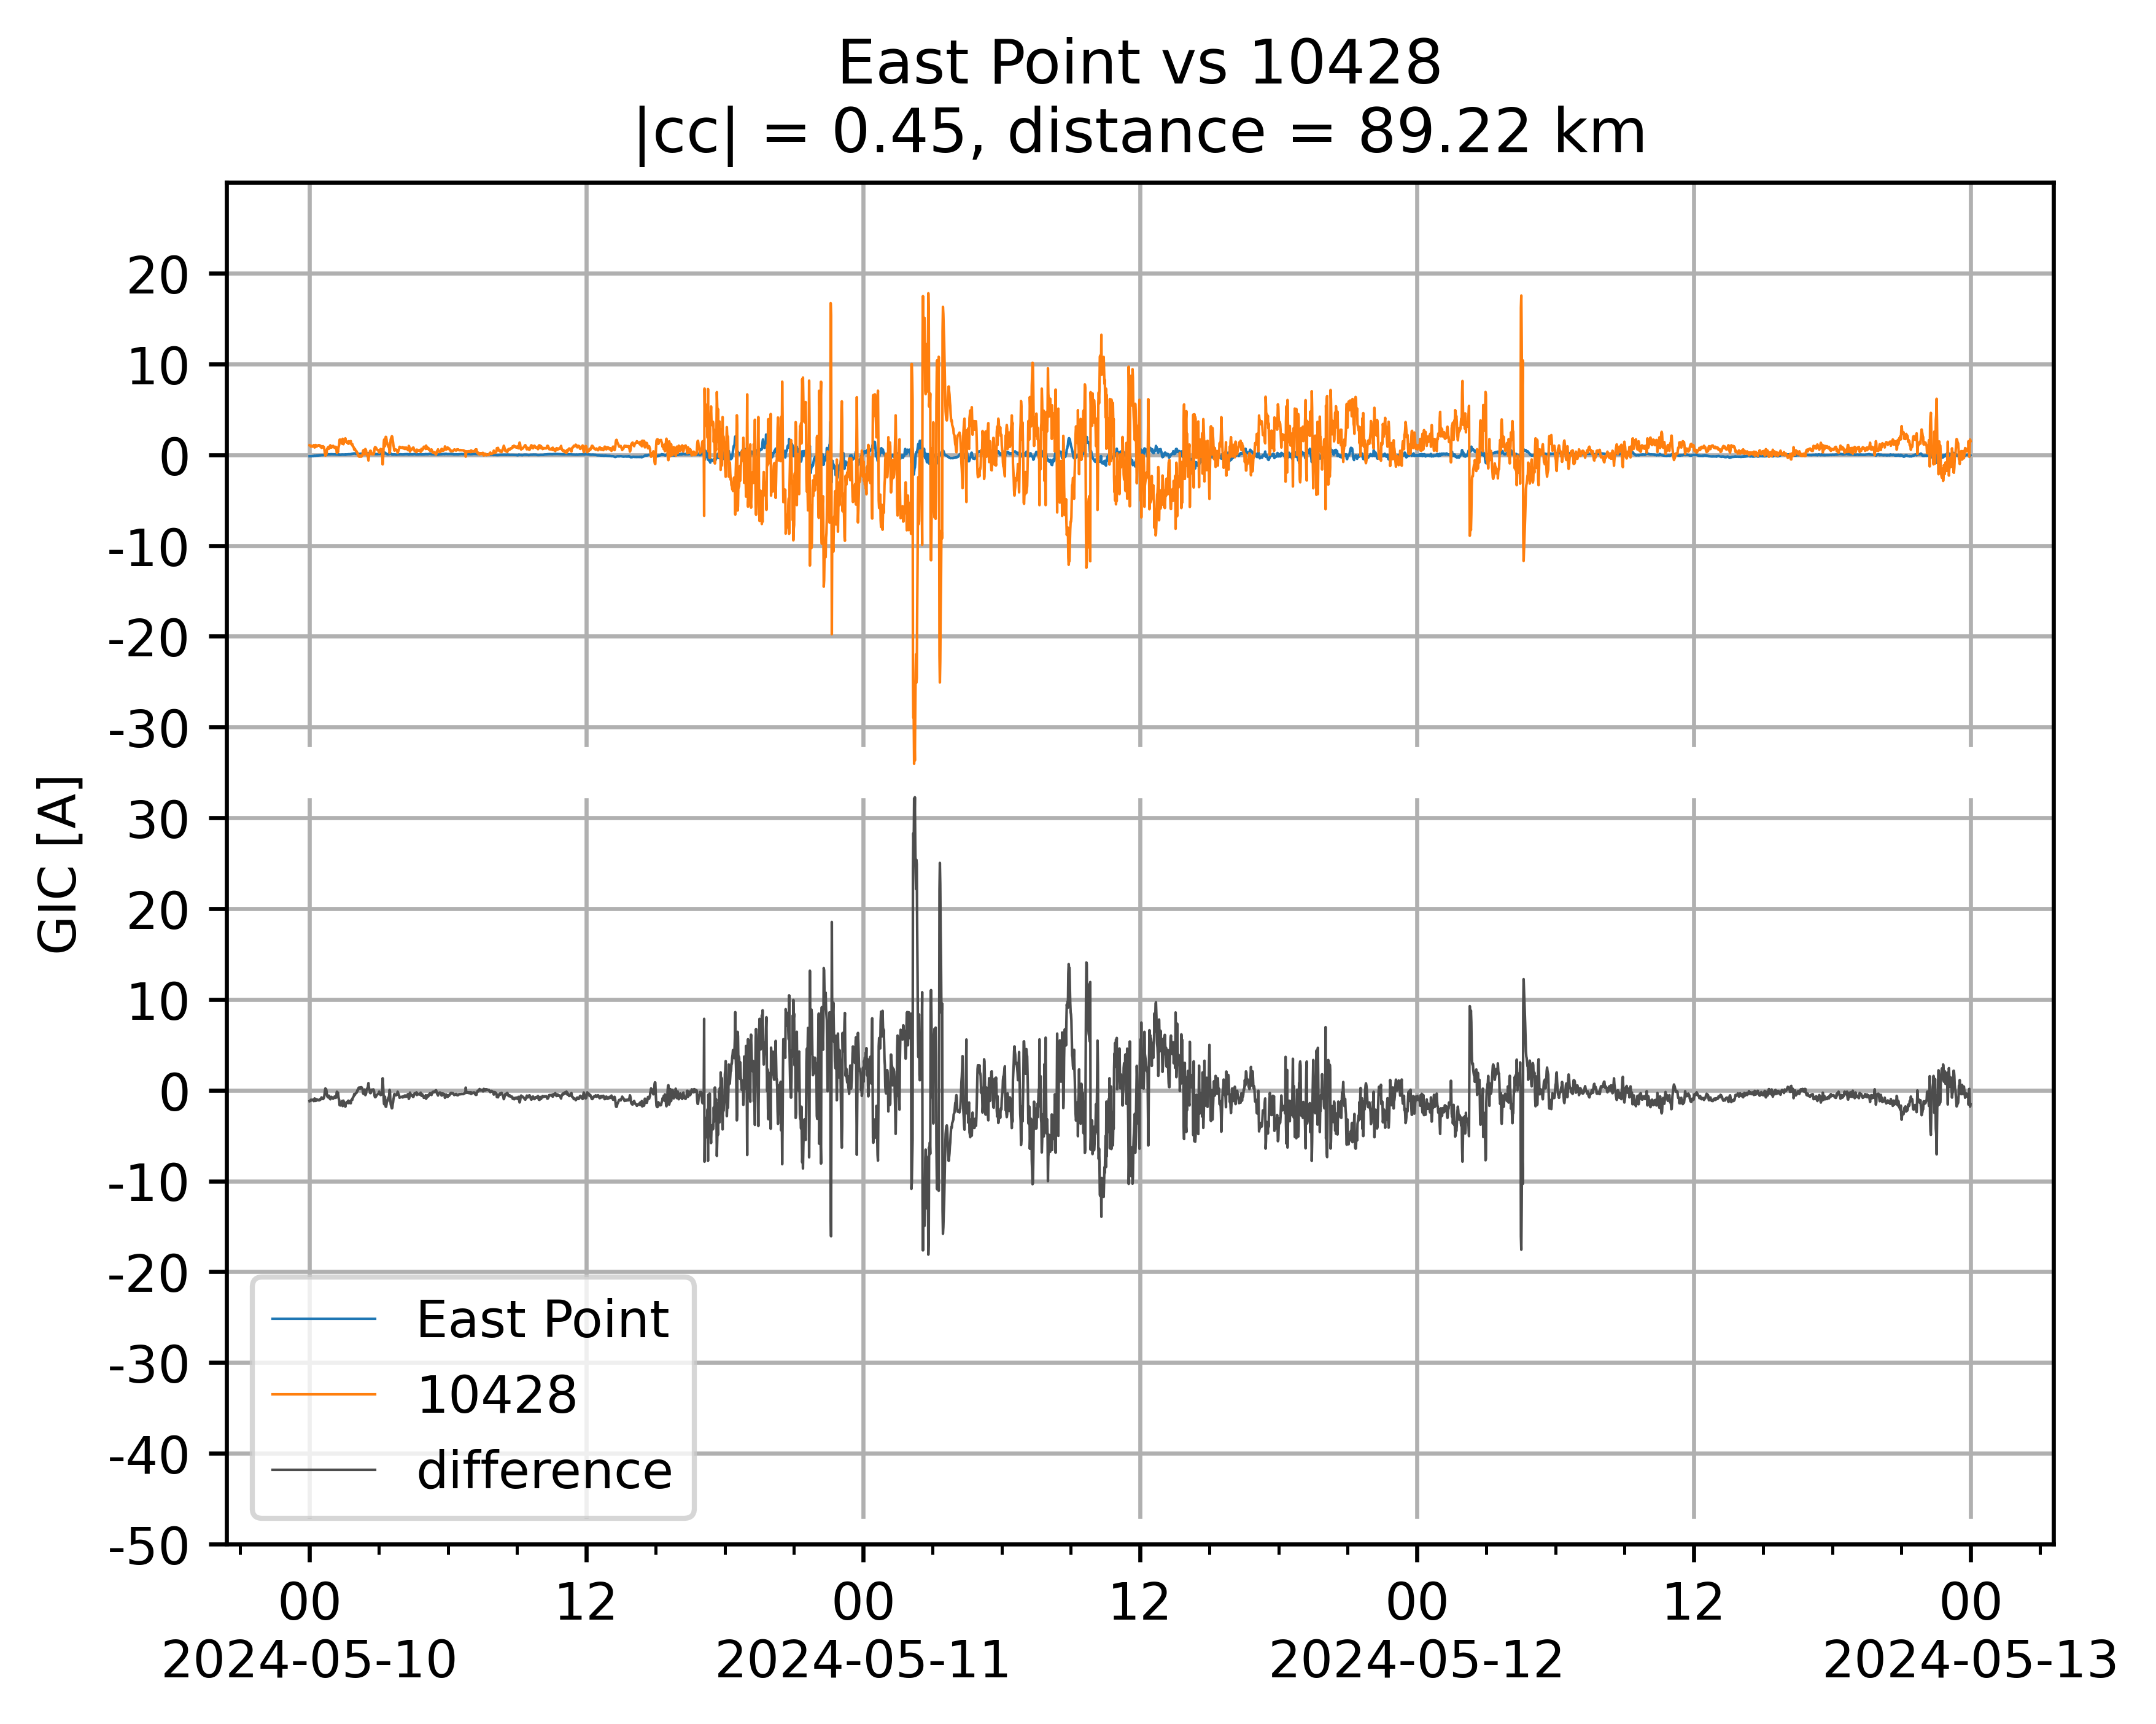 East Point vs 10428
|cc| = 0.45, distance = 89.22 km
GIC [A]
20
10
0
-10
-20
-30
30
20
10
0
-10
-20
-30
-40
-50
East Point
10428
difference
00 12 00 12 00 12 00
2024-05-10 2024-05-11 2024-05-12 2024-05-13